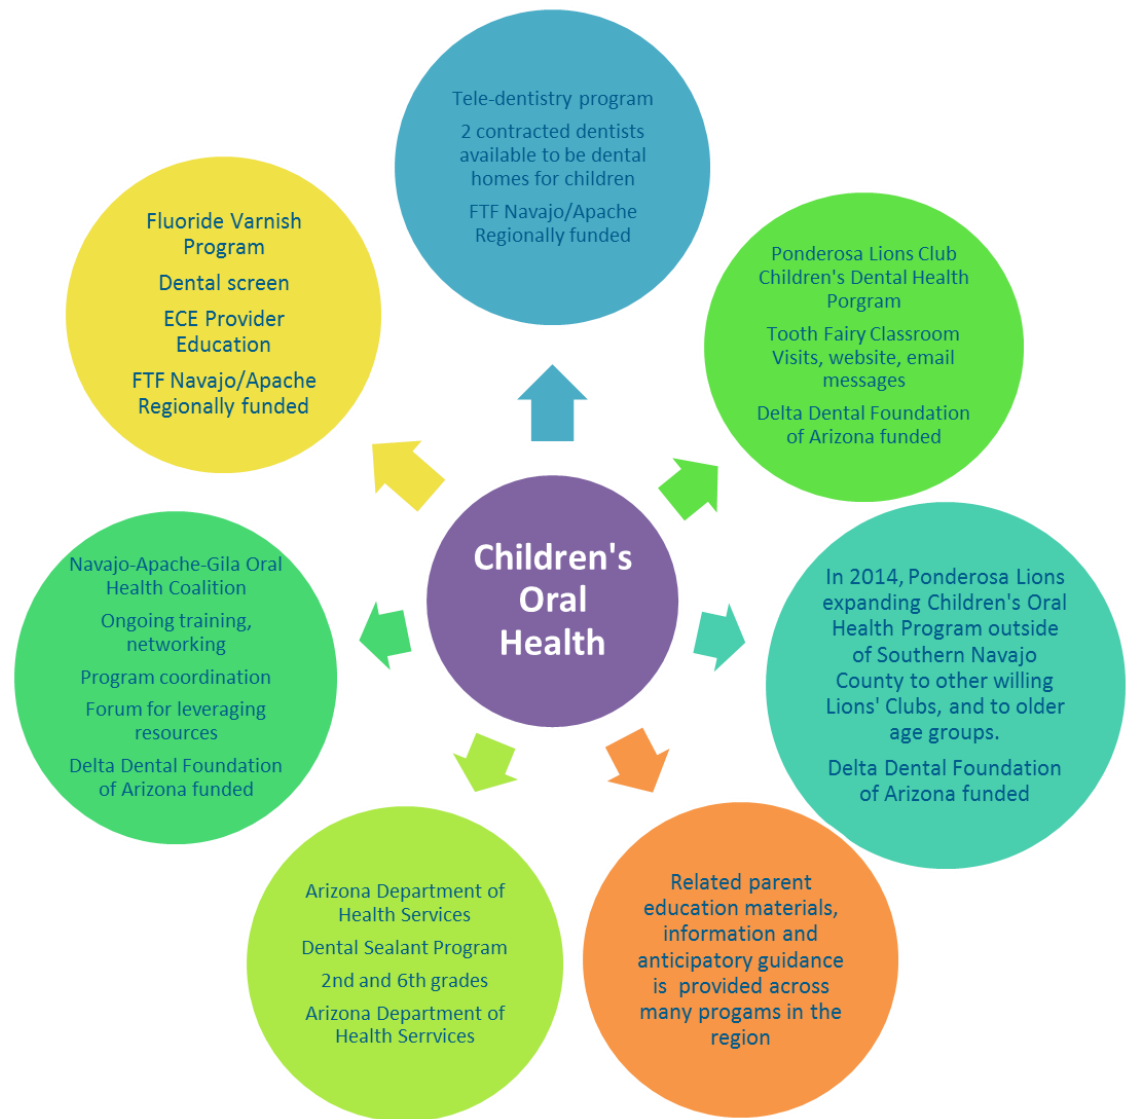 Tele-dentistry program
2 contracted dentists
available to be dental
homes for children
FTF Navajo/Apache
Regionally funded
Ponderosa Lions Club
Children's Dental Health
Porgram
Tooth Fairy Classroom
Visits, website, email
messages
Delta Dental Foundation
of Arizona funded
In 2014, Ponderosa Lions
expanding Children's Oral
Health Program outside
of Southern Navajo
County to other willing
Lions' Clubs, and to older
age groups.
Delta Dental Foundation
of Arizona funded
Related parent
education materials,
information and
anticipatory guidance
is provided across
many progams in the
region
Arizona Department of
Health Services
Dental Sealant Program
2nd and 6th grades
Arizona Department of
Health Serrvices
Navajo-Apache-Gila Oral
Health Coalition
Ongoing training,
networking
Program coordination
Forum for leveraging
resources
Delta Dental Foundation
of Arizona funded
Fluoride Varnish
Program
Dental screen
ECE Provider
Education
FTF Navajo/Apache
Regionally funded
Children's
Oral
Health